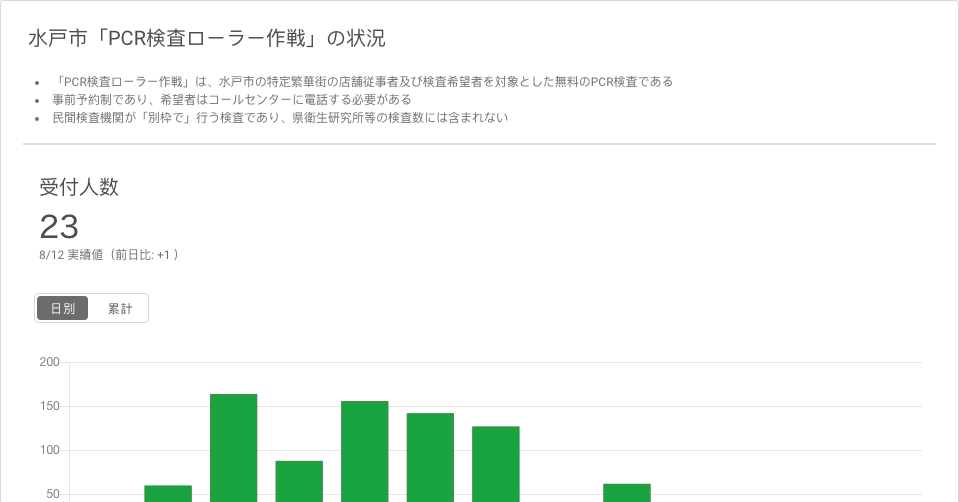 水戸市「PCR検査ローラー作戦」の状況
「PCR検査ローラー作戦」は、水戸市の特定繁華街の店舗従事者及び検査希望者を対象とした無料のPCR検査である
事前予約制であり、希望者はコールセンターに電話する必要がある
民間検査機関が「別枠で」行う検査であり、県衛生研究所等の検査数には含まれない
受付人数
23
8/12 実績値（前日比: +1 ）
日別 累計
200
150
100
50